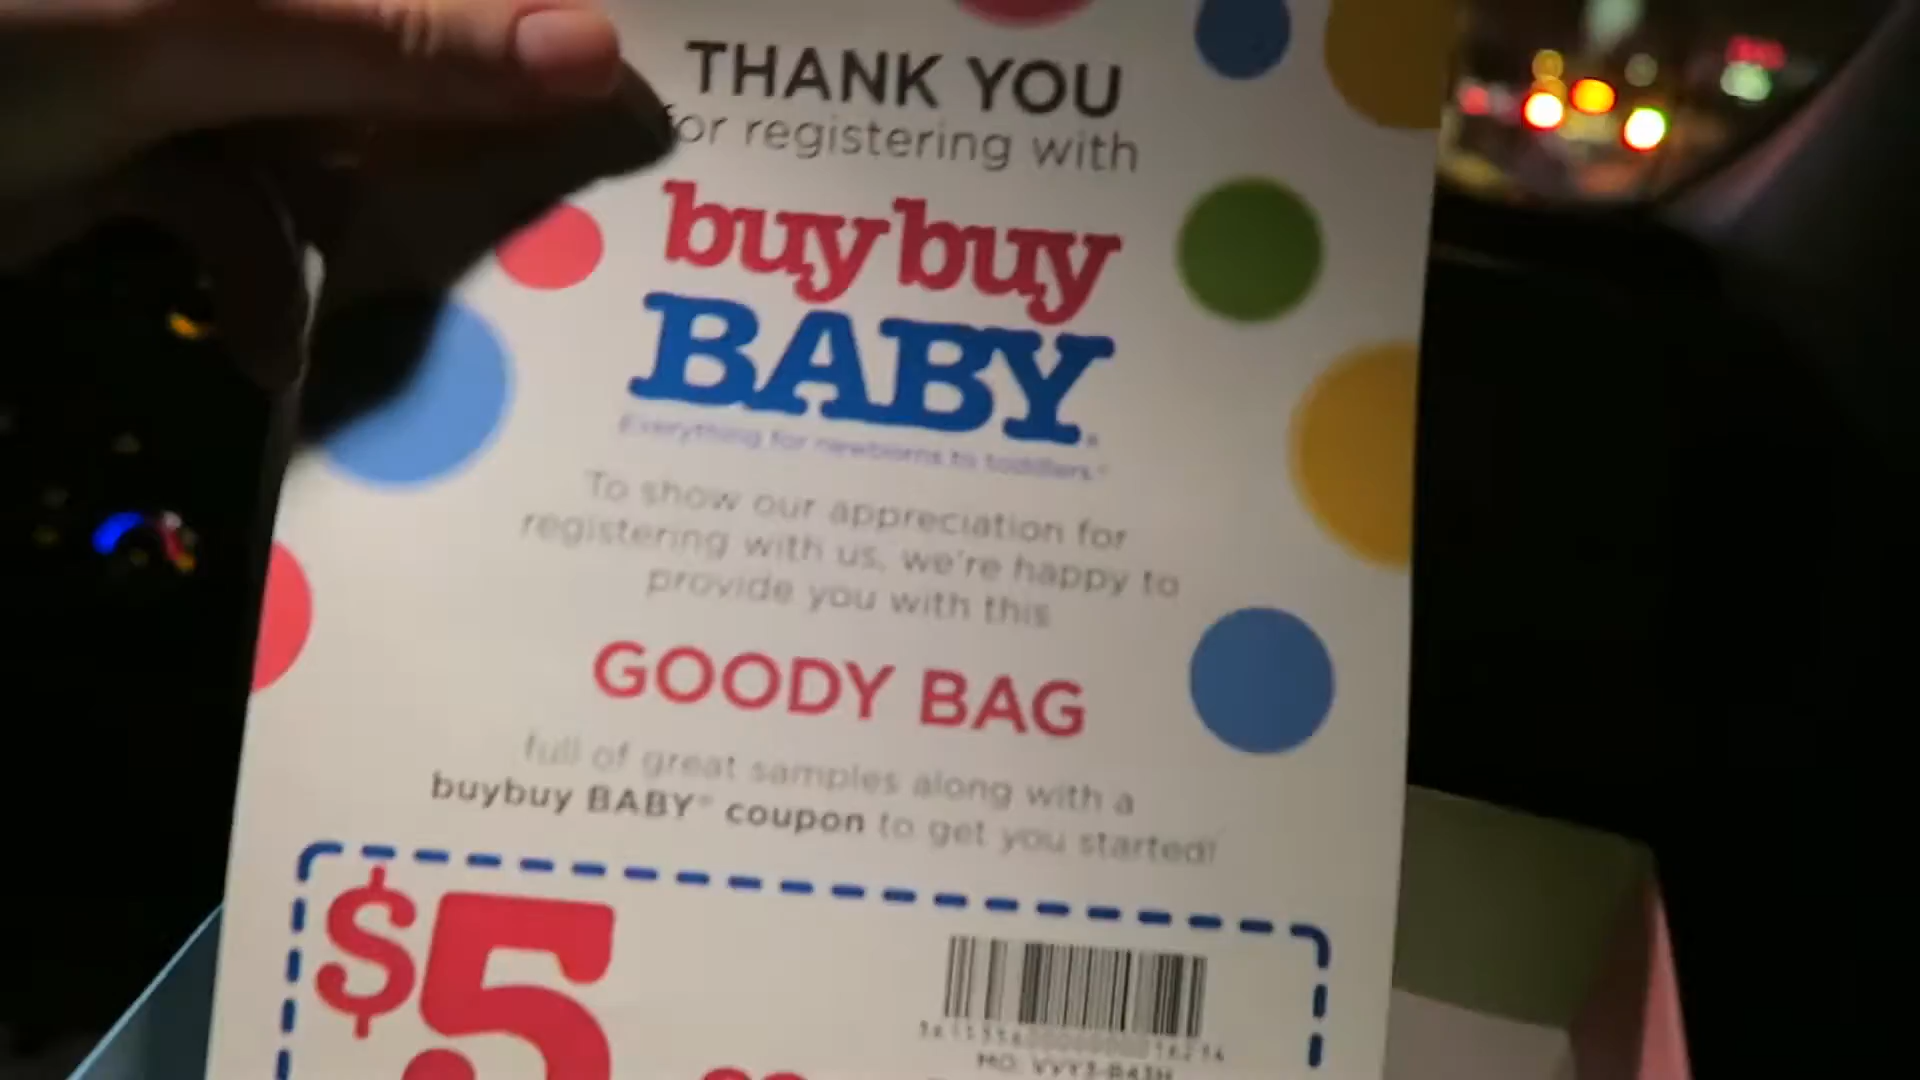 THANK YOU
for registering with
buybuy
BABY
Everything for newborns to toddlers.
To show our appreciation for
registering with us, we're happy to
provide you with this
GOODY BAG
full of great samples along with a
buybuy BABY® coupon to get you started!
$5